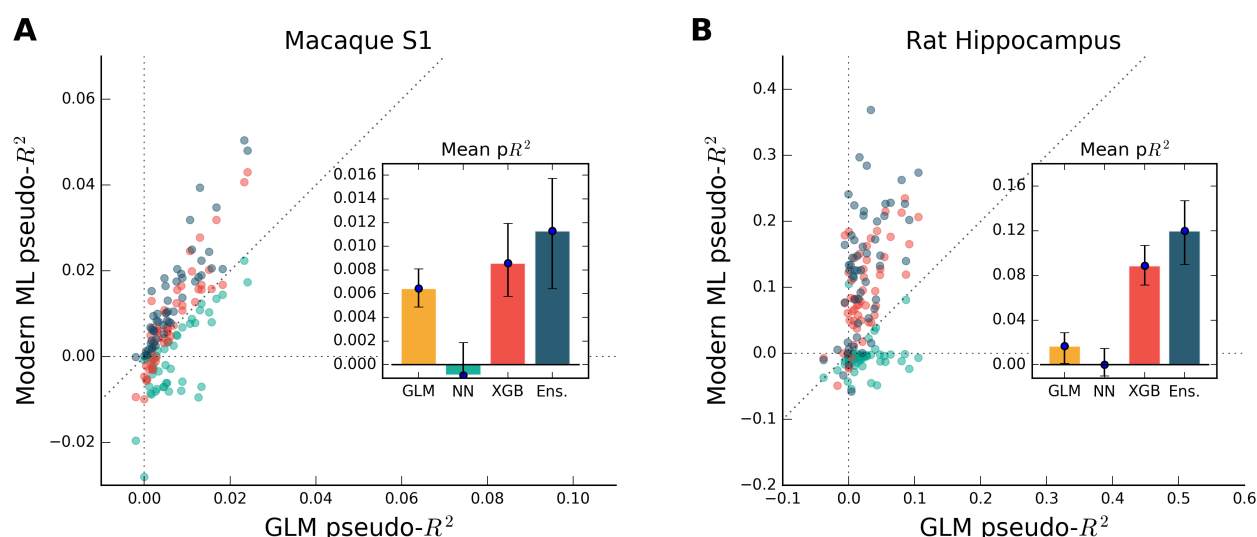 A
Macaque S1
Modern ML pseudo-R²
0.06
0.04
0.02
0.00
−0.02
0.00
0.02
0.04
0.06
0.08
0.10
GLM pseudo-R²
Mean pR²
0.016
0.014
0.012
0.010
0.008
0.006
0.004
0.002
0.000
GLM
NN
XGB
Ens.
B
Rat Hippocampus
Modern ML pseudo-R²
0.4
0.3
0.2
0.1
0.0
−0.1
−0.2
−0.1
0.0
0.1
0.2
0.3
0.4
0.5
0.6
GLM pseudo-R²
Mean pR²
0.16
0.12
0.08
0.04
0.00
GLM
NN
XGB
Ens.